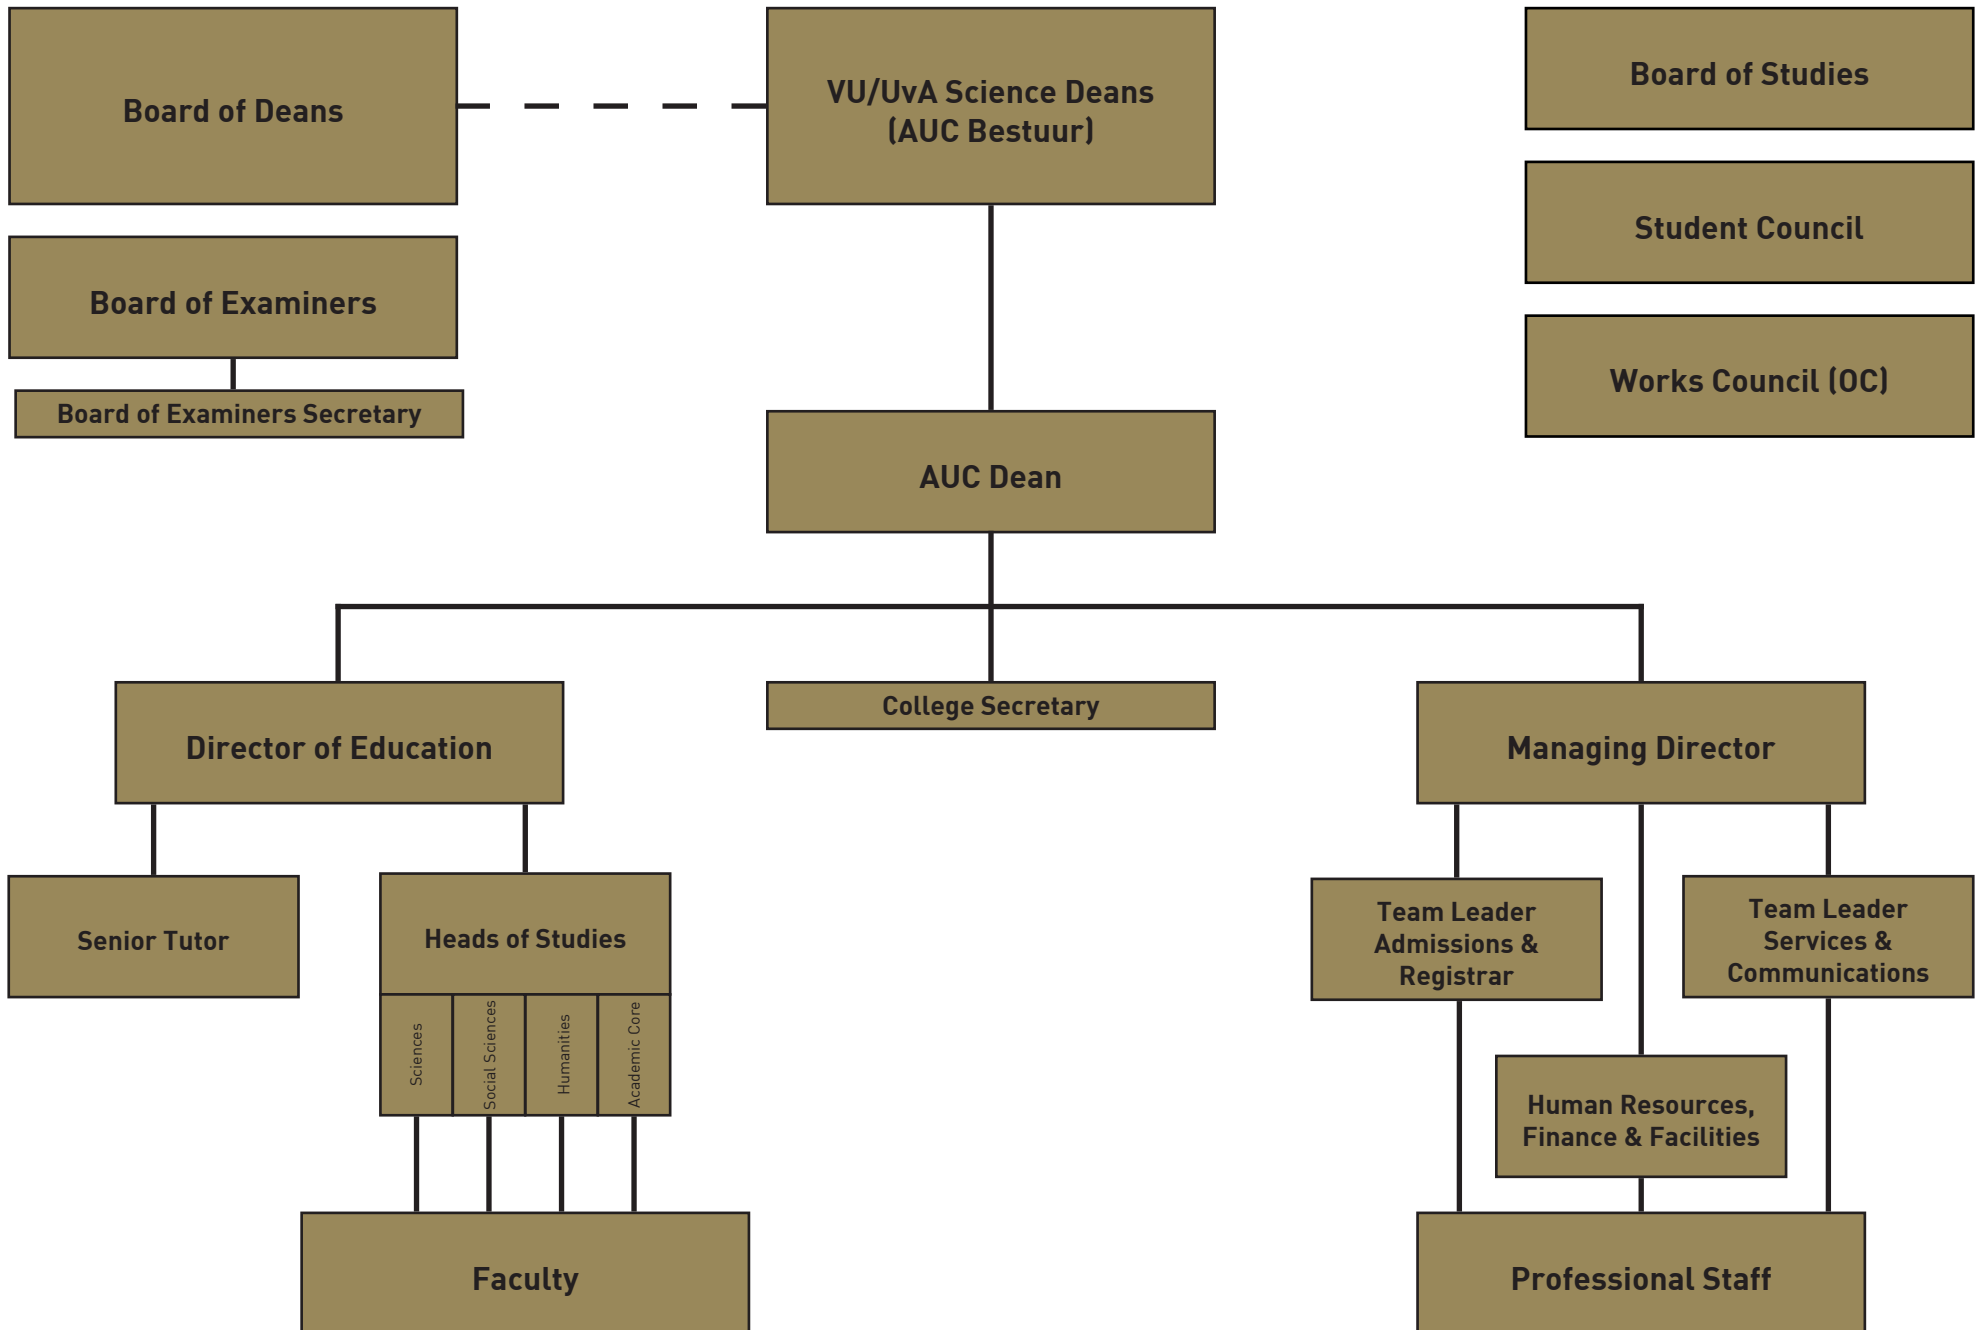 Board of Deans
VU/UvA Science Deans
(AUC Bestuur)
Board of Studies
Student Council
Board of Examiners
Works Council (OC)
Board of Examiners Secretary
AUC Dean
College Secretary
Director of Education
Managing Director
Senior Tutor
Heads of Studies
Sciences
Social Sciences
Humanities
Academic Core
Team Leader
Admissions &
Registrar
Team Leader
Services &
Communications
Human Resources,
Finance & Facilities
Faculty
Professional Staff